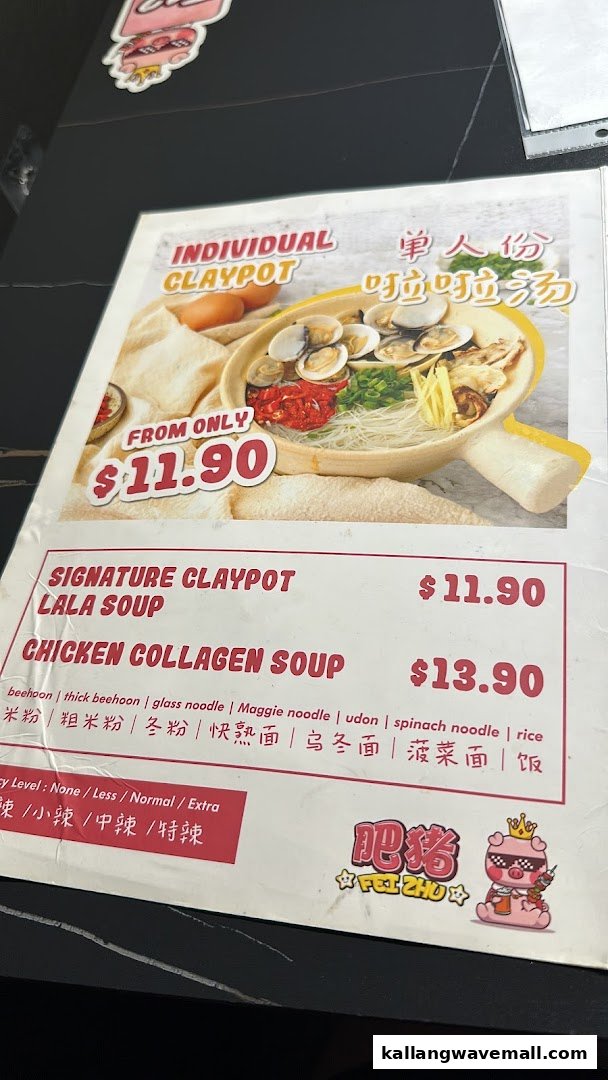 INDIVIDUAL
CLAYPOT
单人份
啦啦汤
FROM ONLY
$11.90
SIGNATURE CLAYPOT
LALA SOUP
$11.90
CHICKEN COLLAGEN SOUP
$13.90
beehoon | thick beehoon | glass noodle | Maggie noodle | udon | spinach noodle | rice
米粉 | 粗米粉 | 冬粉 | 快熟面 | 乌冬面 | 菠菜面 | 饭
Level : None / Less / Normal / Extra
辣 / 小辣 / 中辣 / 特辣
肥猪
FEI ZHU
kallangwavemall.com